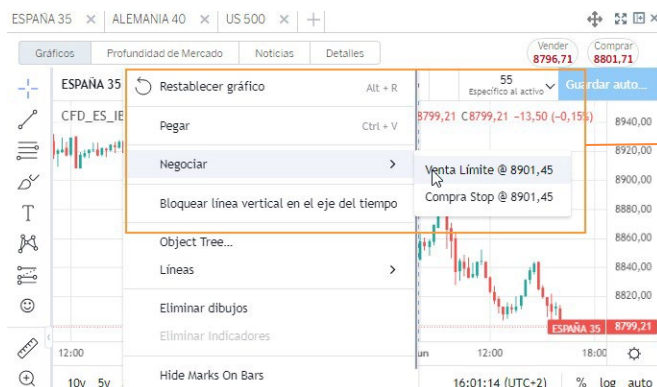 ESPAÑA 35 × ALEMANIA 40 × US 500 × +
Gráficos Profundidad de Mercado Noticias Detalles
Vender
8796,71
Comprar
8801,71
ESPAÑA 35
55
Específico al activo
Guardar auto...
CFD_ES_IE
8799,21 C8799,21 −13,50 (−0,15%)
Restablecer gráfico Alt + R
Pegar Ctrl + V
Negociar
Bloquear línea vertical en el eje del tiempo
Object Tree...
Líneas
Eliminar dibujos
Eliminar Indicadores
Hide Marks On Bars
Venta Límite @ 8901,45
Compra Stop @ 8901,45
8940,00
8920,00
8900,00
8880,00
8860,00
8840,00
8820,00
ESPAÑA 35 8799,21
12:00 un 12:00 18:00
10y 5y 16:01:14 (UTC+2) % log auto